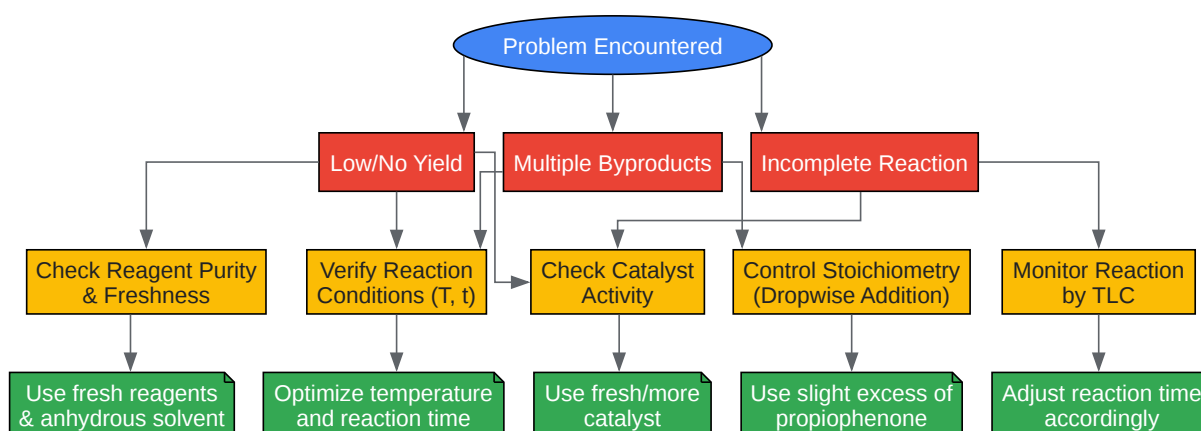 Problem Encountered
Low/No Yield
Multiple Byproducts
Incomplete Reaction
Check Reagent Purity
& Freshness
Verify Reaction
Conditions (T, t)
Check Catalyst
Activity
Control Stoichiometry
(Dropwise Addition)
Monitor Reaction
by TLC
Use fresh reagents
& anhydrous solvent
Optimize temperature
and reaction time
Use fresh/more
catalyst
Use slight excess of
propiophenone
Adjust reaction time
accordingly